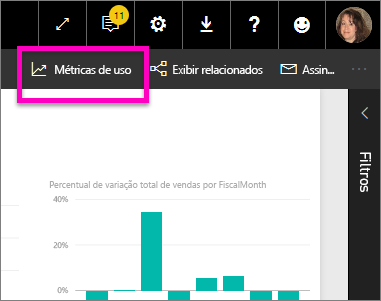 11
?
Métricas de uso
Exibir relacionados
Assin...
...
Filtros
Percentual de variação total de vendas por FiscalMonth
40%
20%
0%